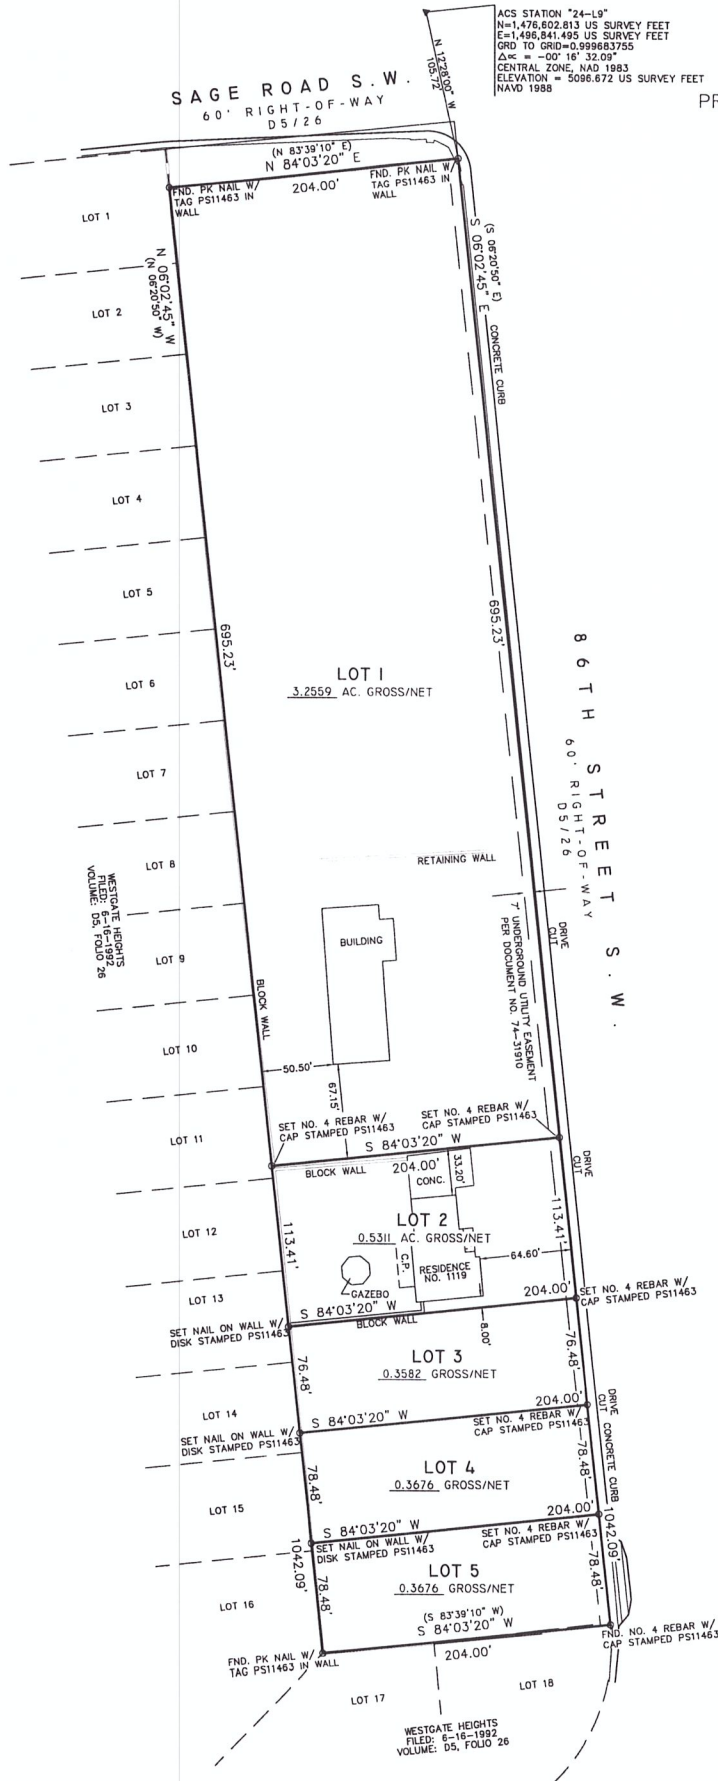 ACS STATION "24-L9"
N=1,476,602.813 US SURVEY FEET
E=1,496,841.495 US SURVEY FEET
GRD TO GRID=0.999683755
Δ∝ = -00° 16' 32.09"
CENTRAL ZONE, NAD 1983
ELEVATION = 5096.672 US SURVEY FEET
NAVD 1988
PR
N 12°28'00" W
105.72'
SAGE ROAD S.W.
60' RIGHT-OF-WAY
D5/26
(N 83°39'10" E)
N 84°03'20" E
204.00'
FND. PK NAIL W/
TAG PS11463 IN
WALL
FND. PK NAIL W/
TAG PS11463 IN
WALL
LOT 1
N 06°02'45" W
(N 06°20'50" W)
(S 06°20'50" E)
S 06°02'45" E
CONCRETE CURB
LOT 2
LOT 3
LOT 4
LOT 5
695.23'
695.23'
LOT 1
3.2559 AC. GROSS/NET
LOT 6
86TH STREET S.W.
60' RIGHT-OF-WAY
D5/26
LOT 7
RETAINING WALL
LOT 8
WESTGATE HEIGHTS
FILED: 6-16-1992
VOLUME: D5, FOLIO 26
7' UNDERGROUND UTILITY EASEMENT
PER DOCUMENT NO. 74-31910
DRIVE
CUT
BUILDING
LOT 9
BLOCK WALL
LOT 10
50.50'
67.15'
SET NO. 4 REBAR W/
CAP STAMPED PS11463
SET NO. 4 REBAR W/
CAP STAMPED PS11463
LOT 11
S 84°03'20" W
204.00'
BLOCK WALL
DRIVE
CUT
CONC.
33.20'
113.41'
113.41'
LOT 2
0.5311 AC. GROSS/NET
LOT 12
C.P.
64.60'
RESIDENCE
NO. 1119
GAZEBO
LOT 13
S 84°03'20" W
204.00'
SET NO. 4 REBAR W/
CAP STAMPED PS11463
SET NAIL ON WALL W/
DISK STAMPED PS11463
BLOCK WALL
8.00'
76.48'
76.48'
LOT 3
0.3582 GROSS/NET
LOT 14
S 84°03'20" W
204.00'
DRIVE
CUT
SET NAIL ON WALL W/
DISK STAMPED PS11463
SET NO. 4 REBAR W/
CAP STAMPED PS11463
CONCRETE CURB
78.48'
78.48'
LOT 4
0.3676 GROSS/NET
LOT 15
S 84°03'20" W
204.00'
SET NAIL ON WALL W/
DISK STAMPED PS11463
SET NO. 4 REBAR W/
CAP STAMPED PS11463
1042.09'
1042.09'
78.48'
78.48'
LOT 5
0.3676 GROSS/NET
LOT 16
(S 83°39'10" W)
S 84°03'20" W
204.00'
FND. NO. 4 REBAR W/
CAP STAMPED PS11463
FND. PK NAIL W/
TAG PS11463 IN WALL
LOT 17
LOT 18
WESTGATE HEIGHTS
FILED: 6-16-1992
VOLUME: D5, FOLIO 26